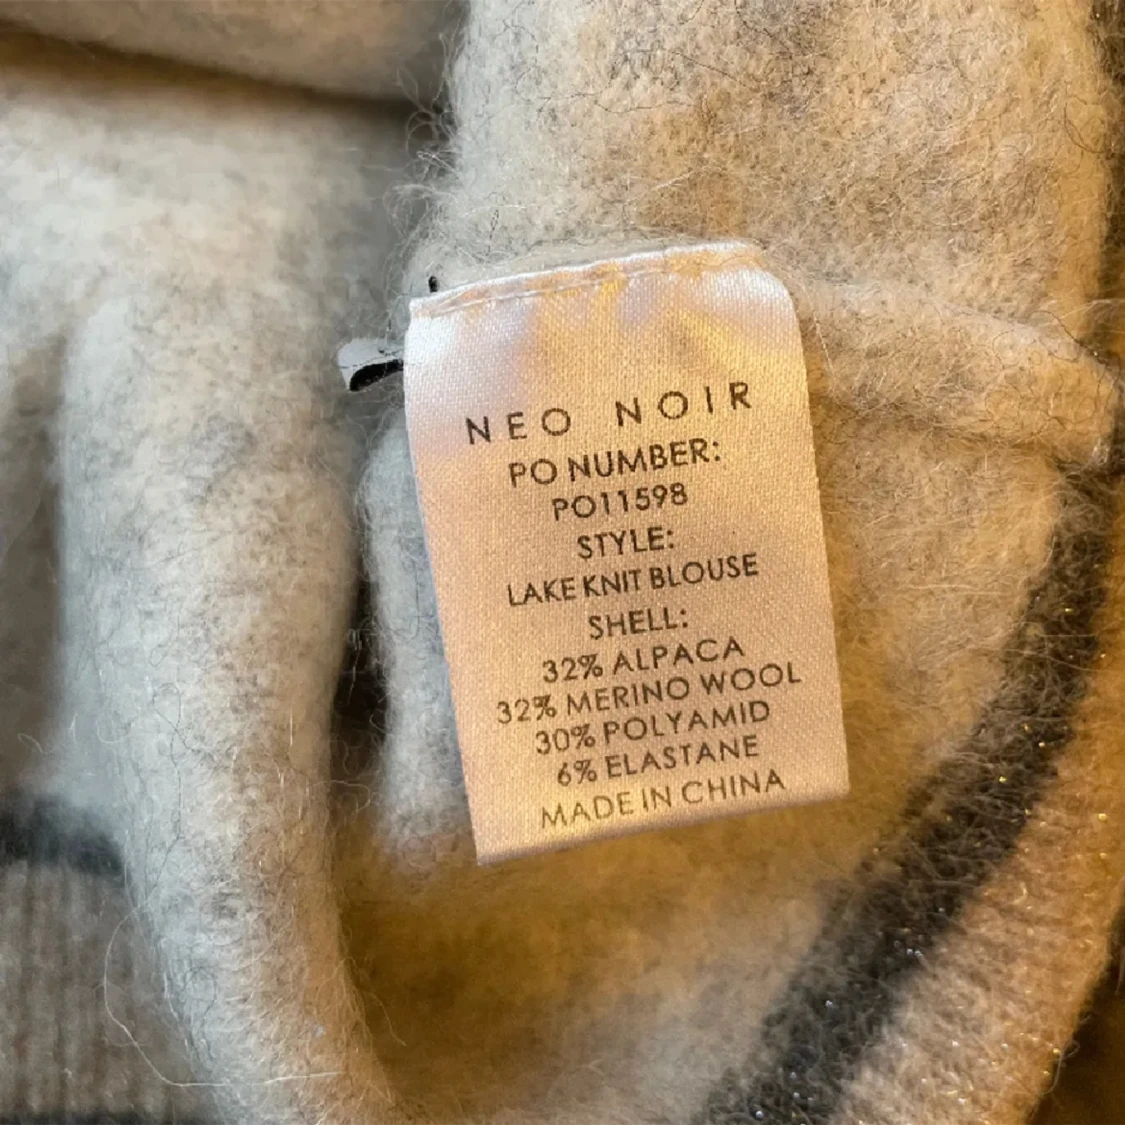 NEO NOIR
PO NUMBER:
PO11598
STYLE:
LAKE KNIT BLOUSE
SHELL:
32% ALPACA
32% MERINO WOOL
30% POLYAMID
6% ELASTANE
MADE IN CHINA